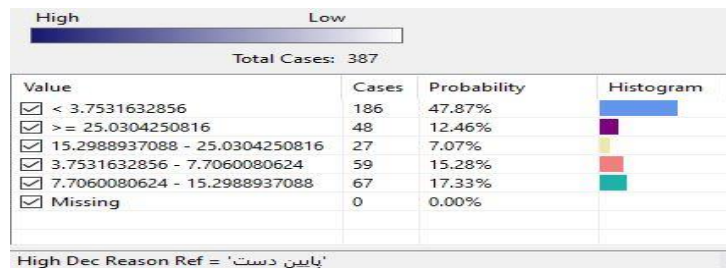 High Low
Total Cases: 387
Value Cases Probability Histogram
< 3.7531632856 186 47.87%
>= 25.0304250816 48 12.46%
15.2988937088 - 25.0304250816 27 7.07%
3.7531632856 - 7.7060080624 59 15.28%
7.7060080624 - 15.2988937088 67 17.33%
Missing 0 0.00%
High Dec Reason Ref = 'پایین دست'